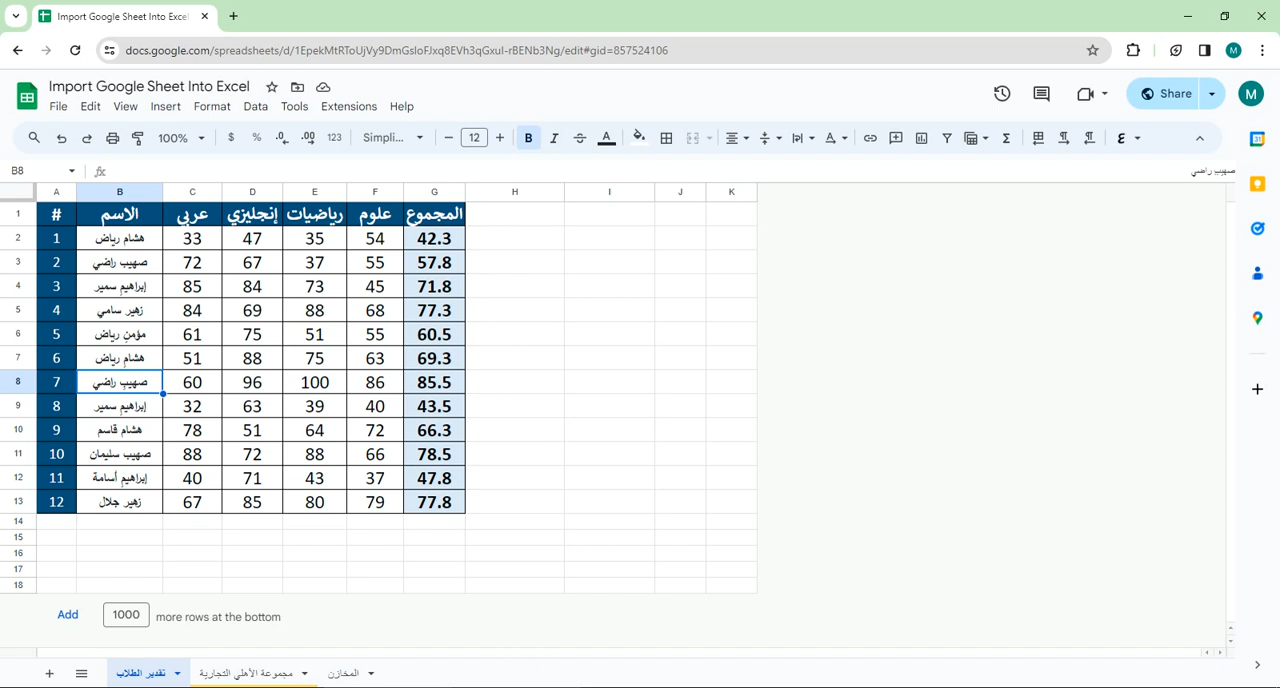 Import Google Sheet Into Excel
docs.google.com/spreadsheets/d/1EpekMtRToUjVy9DmGsloFJxq8EVh3qGxuI-rBENb3Ng/edit#gid=857524106
Import Google Sheet Into Excel
Share
M
File Edit View Insert Format Data Tools Extensions Help
100% $ % .0 .00 123 Simpli... 12 B I A Σ
B8 fx صهيب راضي
A B C D E F G H I J K
1 # الاسم عربى إنجليزي رياضيات علوم المجموع
2 1 هشام رياض 33 47 35 54 42.3
3 2 صهيب راضي 72 67 37 55 57.8
4 3 إبراهيم سمير 85 84 73 45 71.8
5 4 زهير سامي 84 69 88 68 77.3
6 5 مؤمن رياض 61 75 51 55 60.5
7 6 هشام رياض 51 88 75 63 69.3
8 7 صهيب راضي 60 96 100 86 85.5
9 8 إبراهيم سمير 32 63 39 40 43.5
10 9 هشام قاسم 78 51 64 72 66.3
11 10 صهيب سليمان 88 72 88 66 78.5
12 11 إبراهيم أسامة 40 71 43 37 47.8
13 12 زهير جلال 67 85 80 79 77.8
14
15
16
17
18
Add 1000 more rows at the bottom
تقدير الطلاب مجموعة الأهلي التجارية المخازن